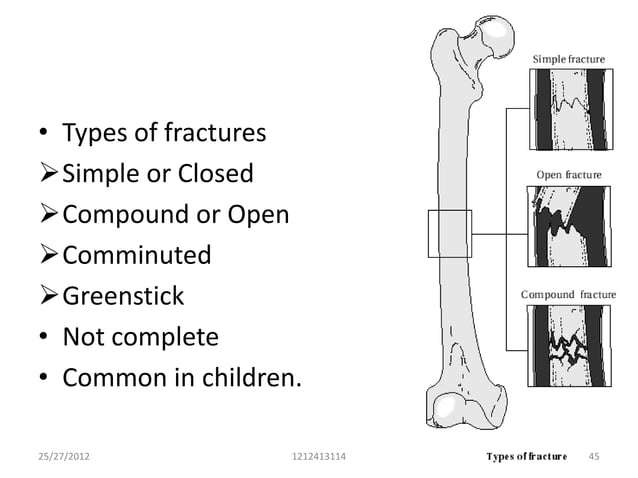 • Types of fractures
➢Simple or Closed
➢Compound or Open
➢Comminuted
➢Greenstick
• Not complete
• Common in children.
Simple fracture
Open fracture
Compound fracture
25/27/2012
1212413114
Types of fracture
45